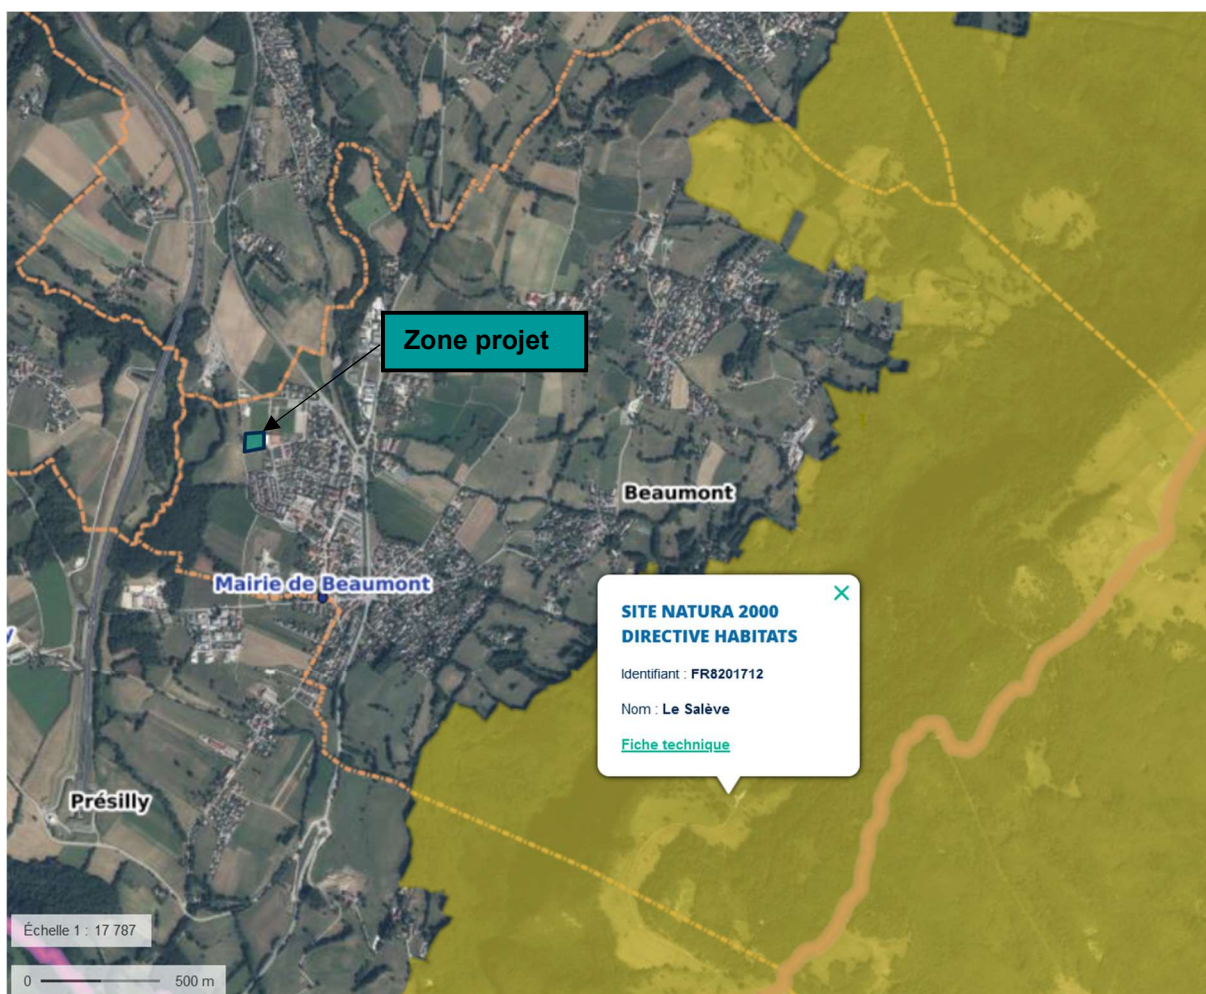 Zone projet
Beaumont
Mairie de Beaumont
SITE NATURA 2000
DIRECTIVE HABITATS
Identifiant : FR8201712
Nom : Le Salève
Fiche technique
y
Présilly
Échelle 1 : 17 787
0 500 m